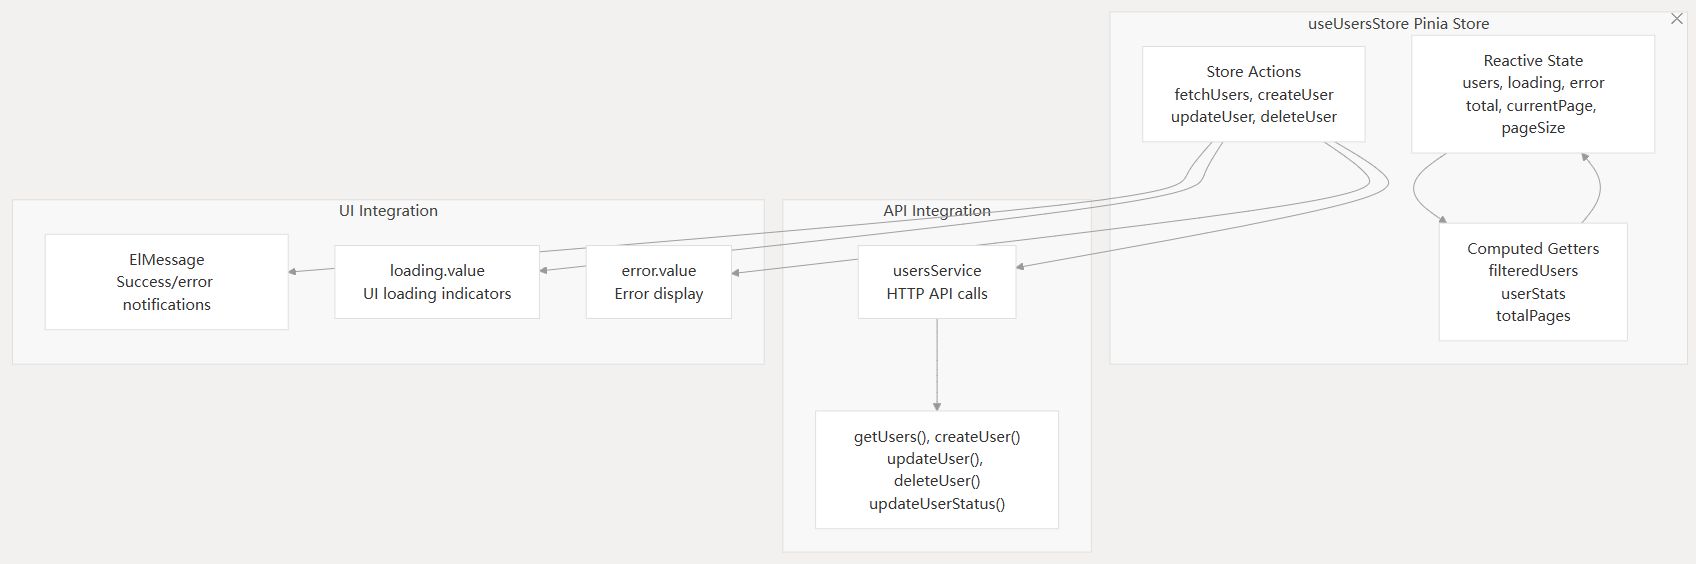 useUsersStore Pinia Store
Store Actions
fetchUsers, createUser
updateUser, deleteUser
Reactive State
users, loading, error
total, currentPage,
pageSize
Computed Getters
filteredUsers
userStats
totalPages
UI Integration
ElMessage
Success/error
notifications
loading.value
UI loading indicators
error.value
Error display
API Integration
usersService
HTTP API calls
getUsers(), createUser()
updateUser(),
deleteUser()
updateUserStatus()